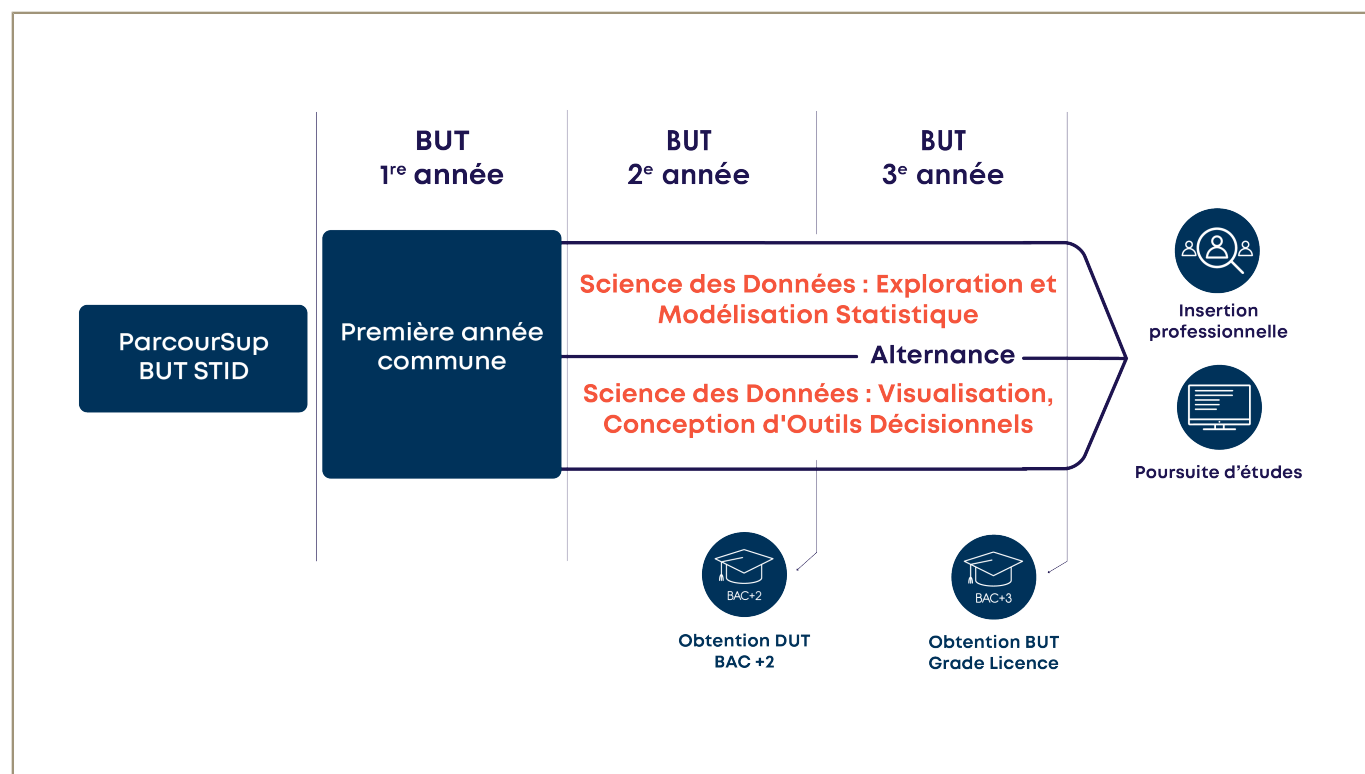 BUT
1re année
BUT
2e année
BUT
3e année
ParcourSup
BUT STID
Première année
commune
Science des Données : Exploration et
Modélisation Statistique
Alternance
Science des Données : Visualisation,
Conception d'Outils Décisionnels
Insertion
professionnelle
Poursuite d’études
BAC+2
Obtention DUT
BAC +2
BAC+3
Obtention BUT
Grade Licence